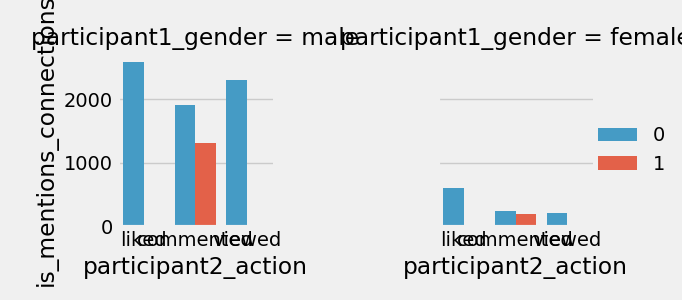 participant1_gender = male
participant1_gender = female
is_mentions_connections
2000
1000
0
liked
commented
viewed
participant2_action
liked
commented
viewed
participant2_action
0
1